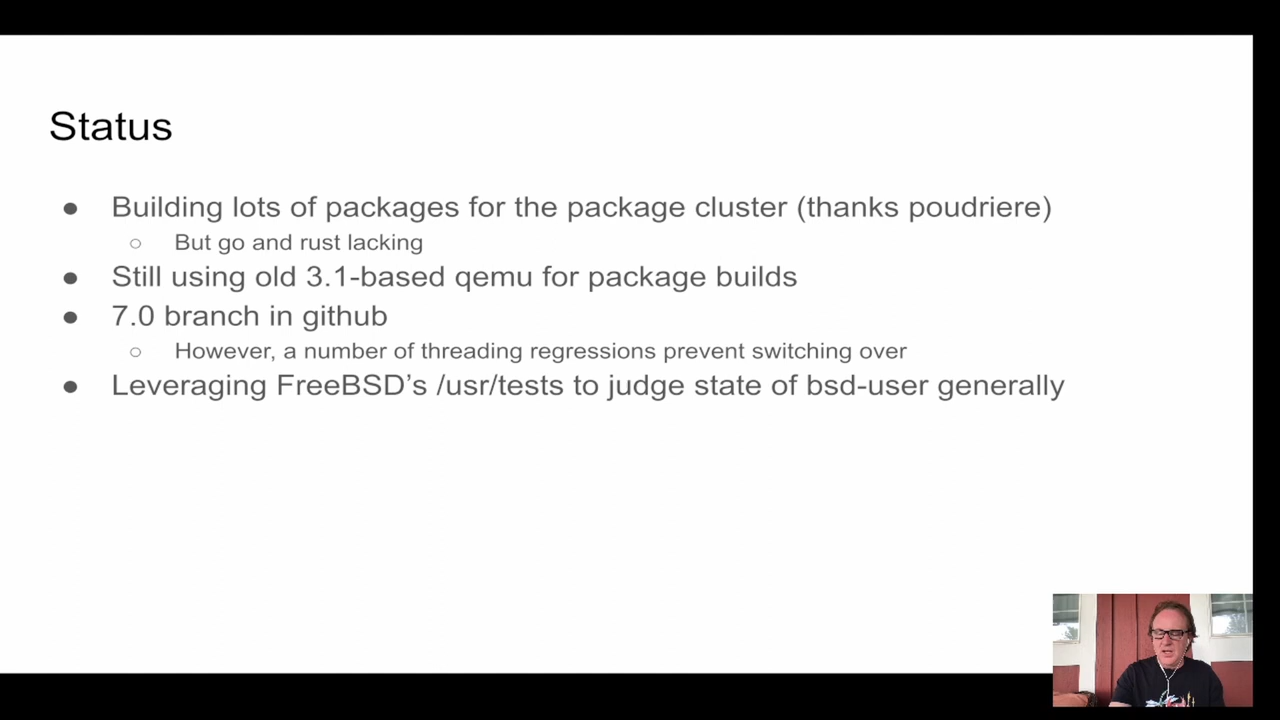 Status
● Building lots of packages for the package cluster (thanks poudriere)
○ But go and rust lacking
● Still using old 3.1-based qemu for package builds
● 7.0 branch in github
○ However, a number of threading regressions prevent switching over
● Leveraging FreeBSD’s /usr/tests to judge state of bsd-user generally